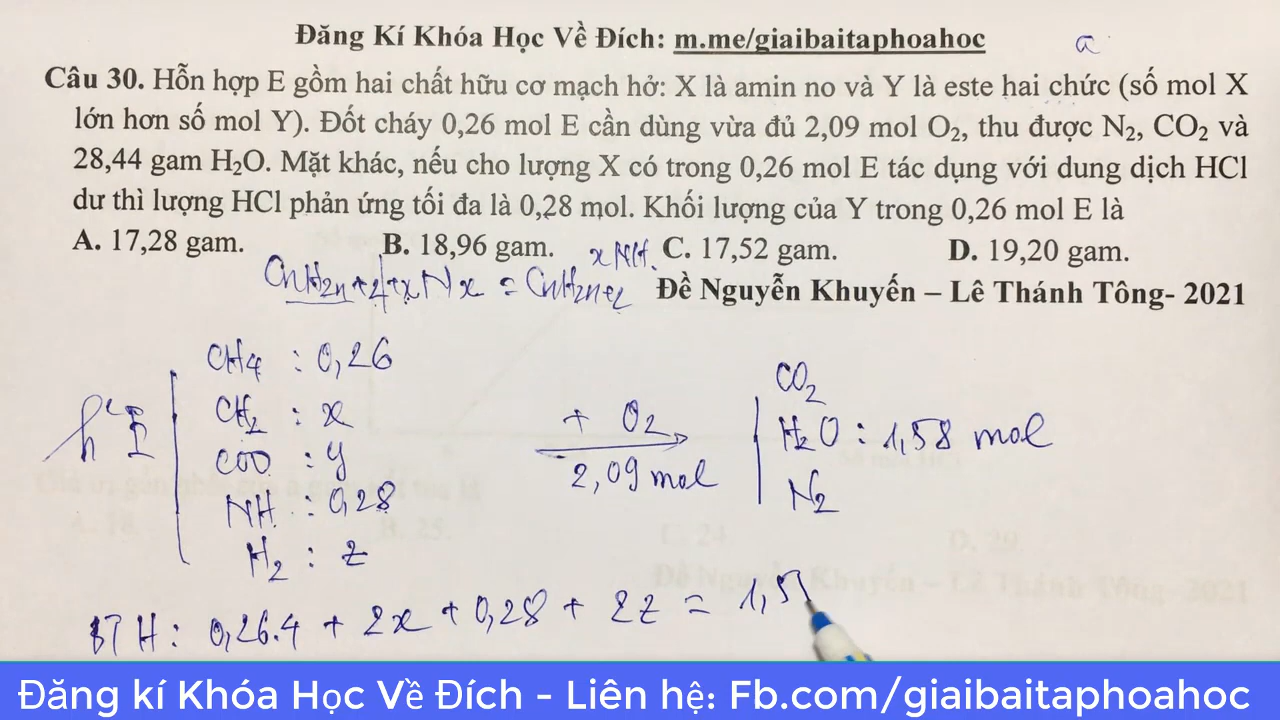 Đăng Kí Khóa Học Về Đích: m.me/giaibaitaphoahoc
a
Câu 30. Hỗn hợp E gồm hai chất hữu cơ mạch hở: X là amin no và Y là este hai chức (số mol X
lớn hơn số mol Y). Đốt cháy 0,26 mol E cần dùng vừa đủ 2,09 mol O₂, thu được N₂, CO₂ và
28,44 gam H₂O. Mặt khác, nếu cho lượng X có trong 0,26 mol E tác dụng với dung dịch HCl
dư thì lượng HCl phản ứng tối đa là 0,28 mol. Khối lượng của Y trong 0,26 mol E là
A. 17,28 gam. B. 18,96 gam. C. 17,52 gam. D. 19,20 gam.
xNH.
CnH2n+2+xNx = CnH2n+2
Đề Nguyễn Khuyến – Lê Thánh Tông- 2021
CH4 : 0,26
CH2 : x
COO : y
NH : 0,28
H2 : z
h² E
+ O2
2,09 mol
CO2
H2O : 1,58 mol
N2
BT H: 0,26.4 + 2x + 0,28 + 2z = 1,5
Đăng kí Khóa Học Về Đích - Liên hệ: Fb.com/giaibaitaphoahoc